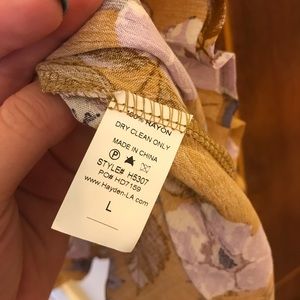 100% RAYON
DRY CLEAN ONLY
MADE IN CHINA
P
STYLE# H5307
PO# HD7159
www.Hayden-LA.com
L